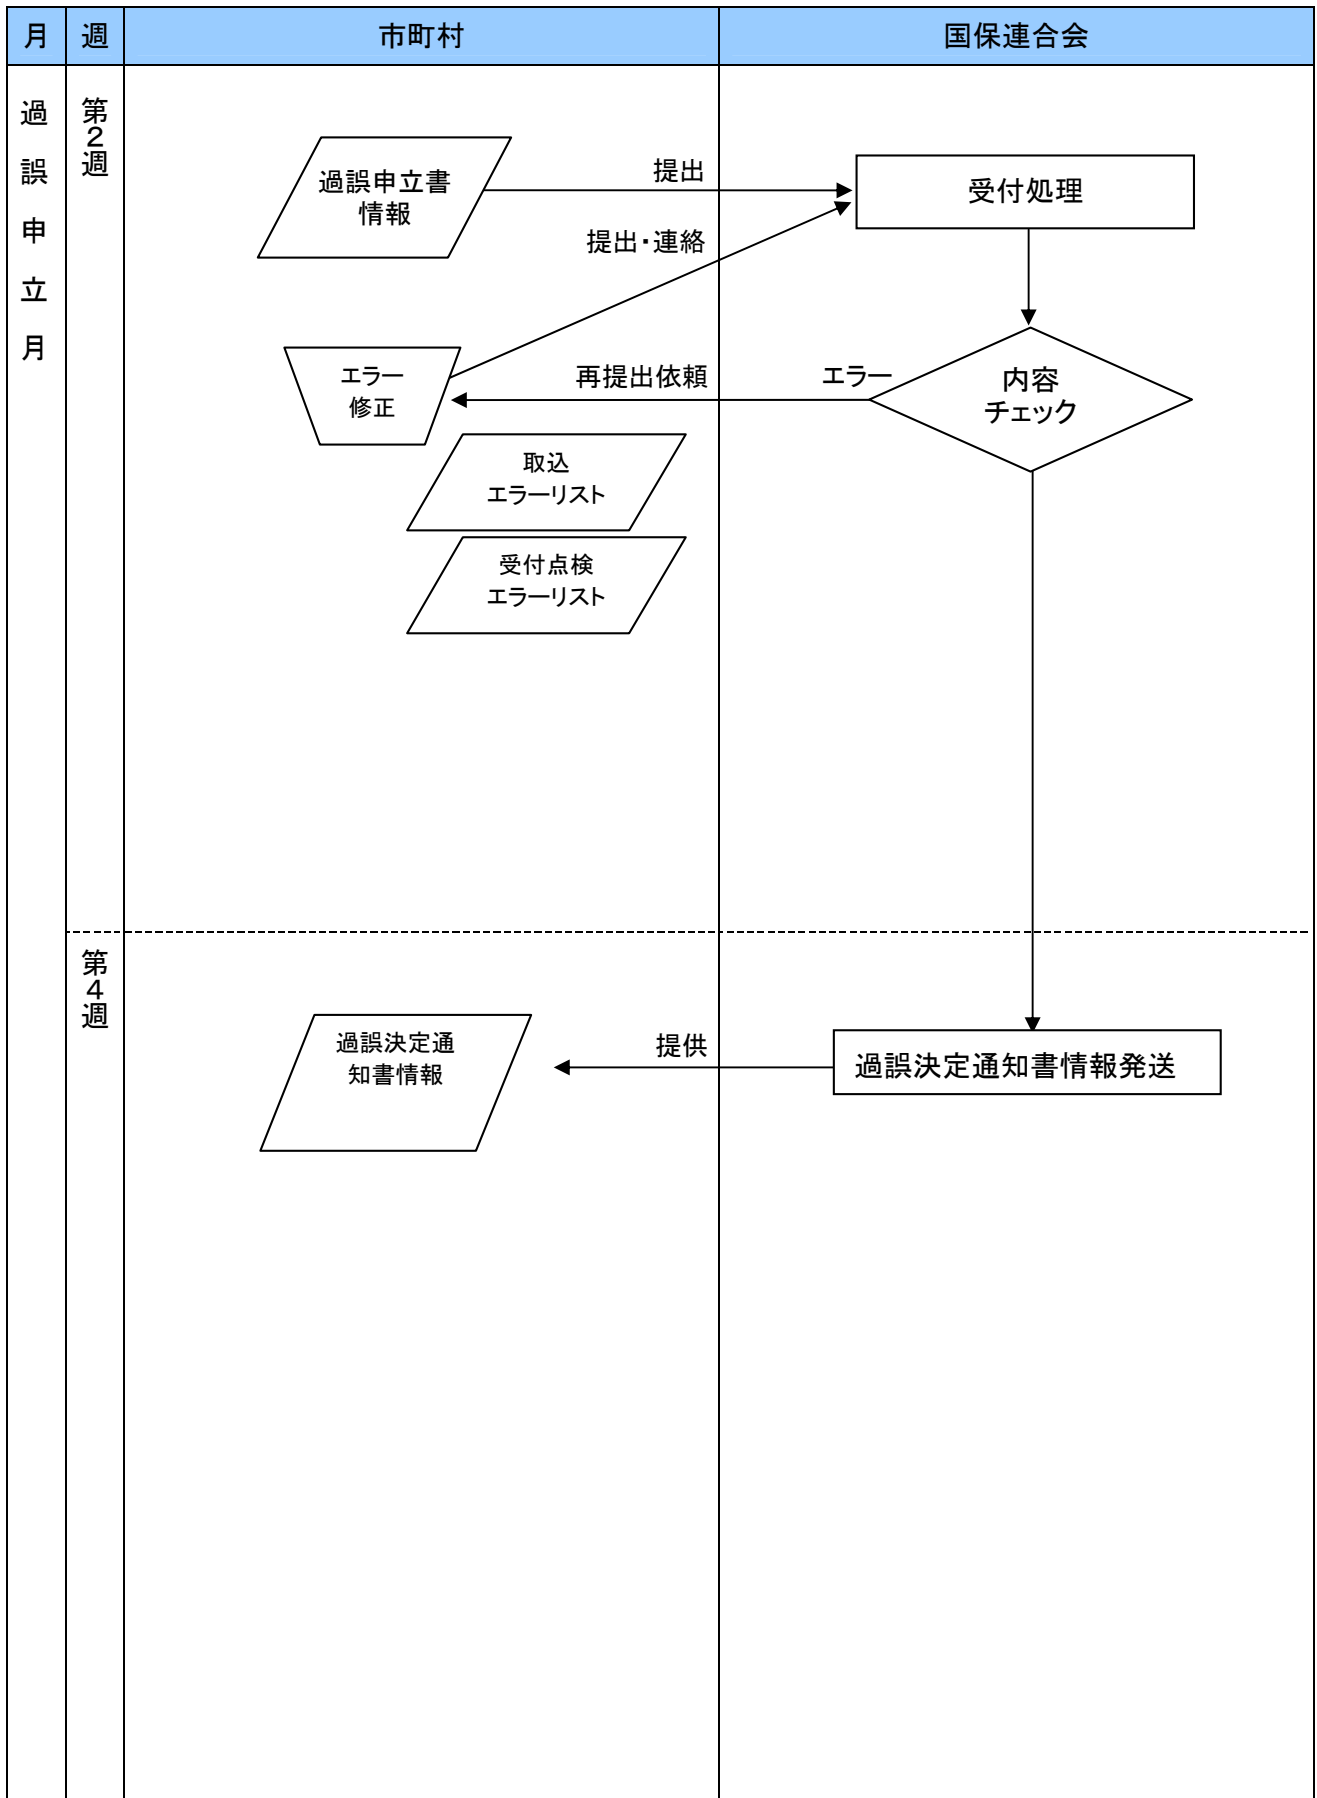 月
週
市町村
国保連合会
過誤申立月
第2週
過誤申立書
情報
提出
受付処理
提出・連絡
エラー
修正
再提出依頼
エラー
内容
チェック
取込
エラーリスト
受付点検
エラーリスト
第4週
過誤決定通
知書情報
提供
過誤決定通知書情報発送